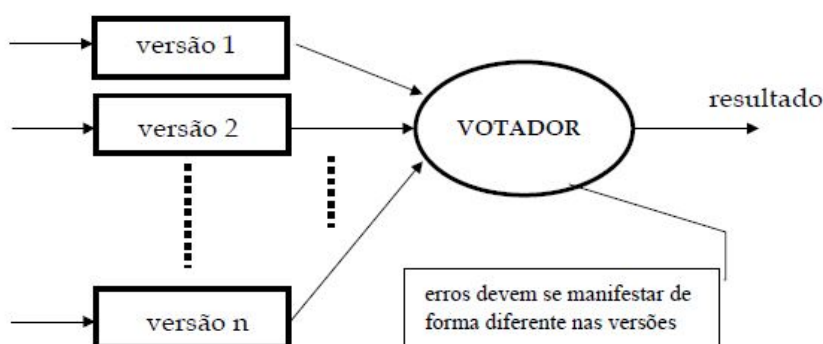 versão 1
versão 2
VOTADOR
resultado
versão n
erros devem se manifestar de
forma diferente nas versões